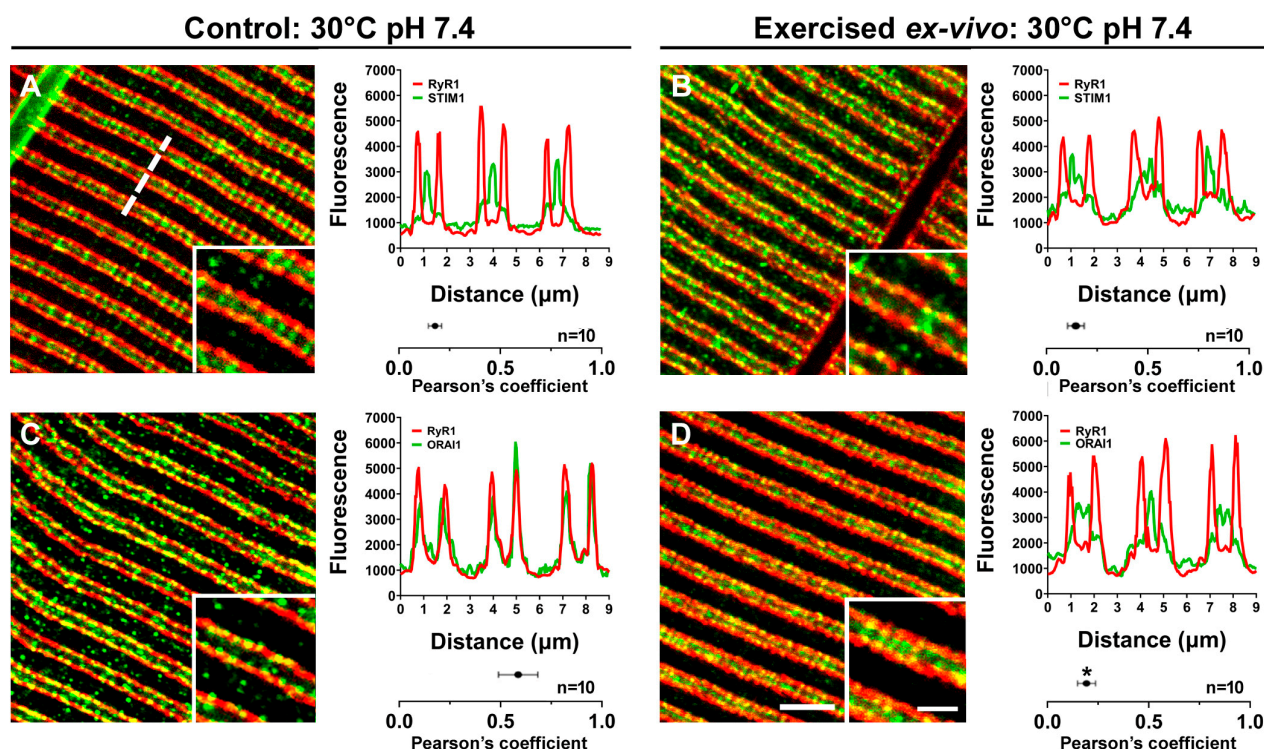 Control: 30°C pH 7.4
Exercised ex-vivo: 30°C pH 7.4
A
7000
6000
5000
4000
3000
2000
1000
0
Fluorescence
RyR1
STIM1
0 1 2 3 4 5 6 7 8 9
Distance (µm)
n=10
0.0 0.5 1.0
Pearson's coefficient
B
7000
6000
5000
4000
3000
2000
1000
0
Fluorescence
RyR1
STIM1
0 1 2 3 4 5 6 7 8 9
Distance (µm)
n=10
0.0 0.5 1.0
Pearson's coefficient
C
7000
6000
5000
4000
3000
2000
1000
0
Fluorescence
RyR1
ORAI1
0 1 2 3 4 5 6 7 8 9
Distance (µm)
n=10
0.0 0.5 1.0
Pearson's coefficient
D
7000
6000
5000
4000
3000
2000
1000
0
Fluorescence
RyR1
ORAI1
0 1 2 3 4 5 6 7 8 9
Distance (µm)
*
n=10
0.0 0.5 1.0
Pearson's coefficient